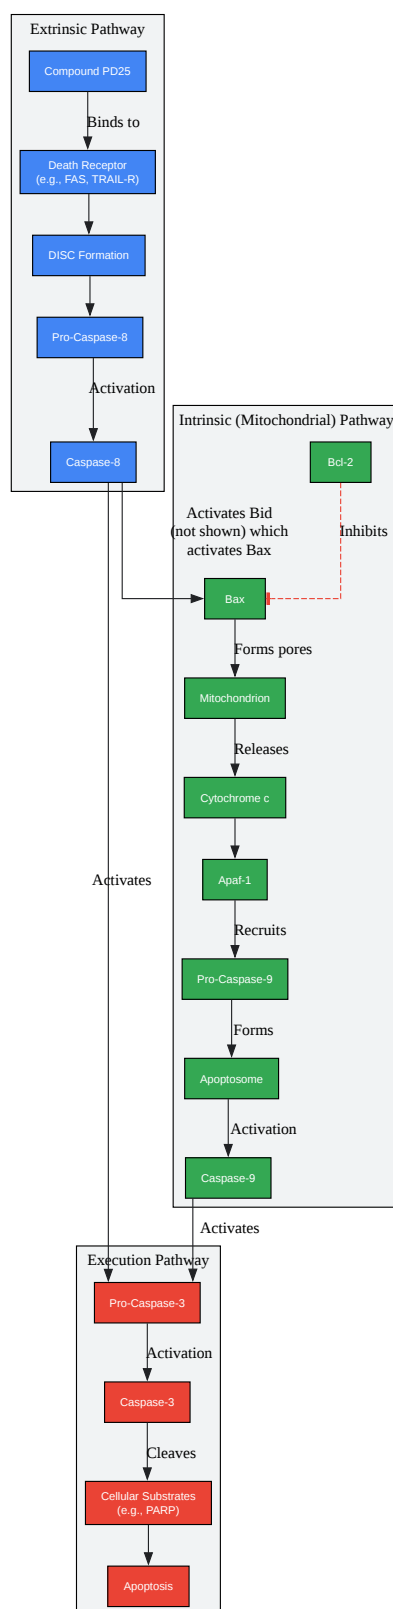 Extrinsic Pathway
Compound PD25
Binds to
Death Receptor
(e.g., FAS, TRAIL-R)
DISC Formation
Pro-Caspase-8
Activation
Caspase-8
Intrinsic (Mitochondrial) Pathway
Bcl-2
Activates Bid
(not shown) which
activates Bax
Inhibits
Bax
Forms pores
Mitochondrion
Releases
Cytochrome c
Apaf-1
Activates
Recruits
Pro-Caspase-9
Forms
Apoptosome
Activation
Caspase-9
Activates
Execution Pathway
Pro-Caspase-3
Activation
Caspase-3
Cleaves
Cellular Substrates
(e.g., PARP)
Apoptosis